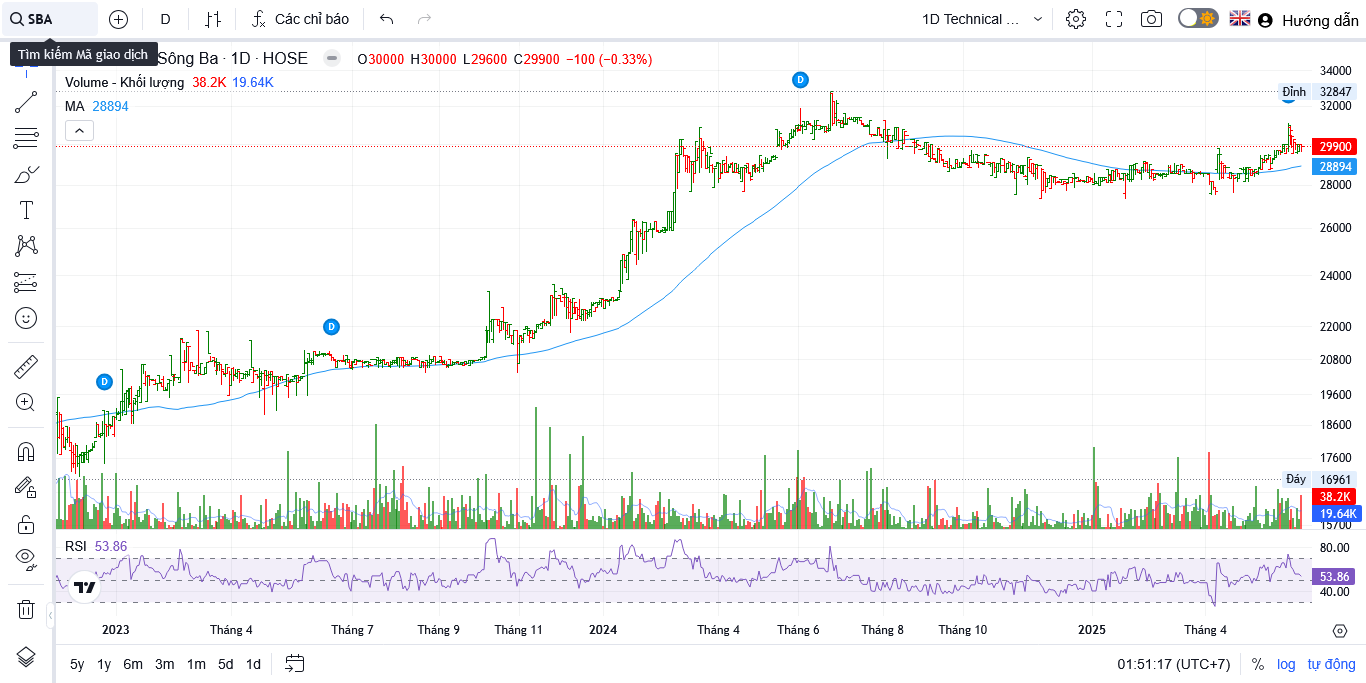 SBA
D
Các chỉ báo
1D Technical ...
Hướng dẫn
Tìm kiếm Mã giao dịch
Sông Ba · 1D · HOSE
O30000 H30000 L29600 C29900 −100 (−0.33%)
Volume - Khối lượng 38.2K 19.64K
MA 28894
D
D
D
34000
Đỉnh 32847
32000
29900
28894
28000
26000
24000
22000
20800
19600
18600
17600
Đáy 16961
38.2K
19.64K
15700
RSI 53.86
80.00
53.86
40.00
2023 Tháng 4 Tháng 7 Tháng 9 Tháng 11 2024 Tháng 4 Tháng 6 Tháng 8 Tháng 10 2025 Tháng 4
5y 1y 6m 3m 1m 5d 1d
01:51:17 (UTC+7) % log tự động